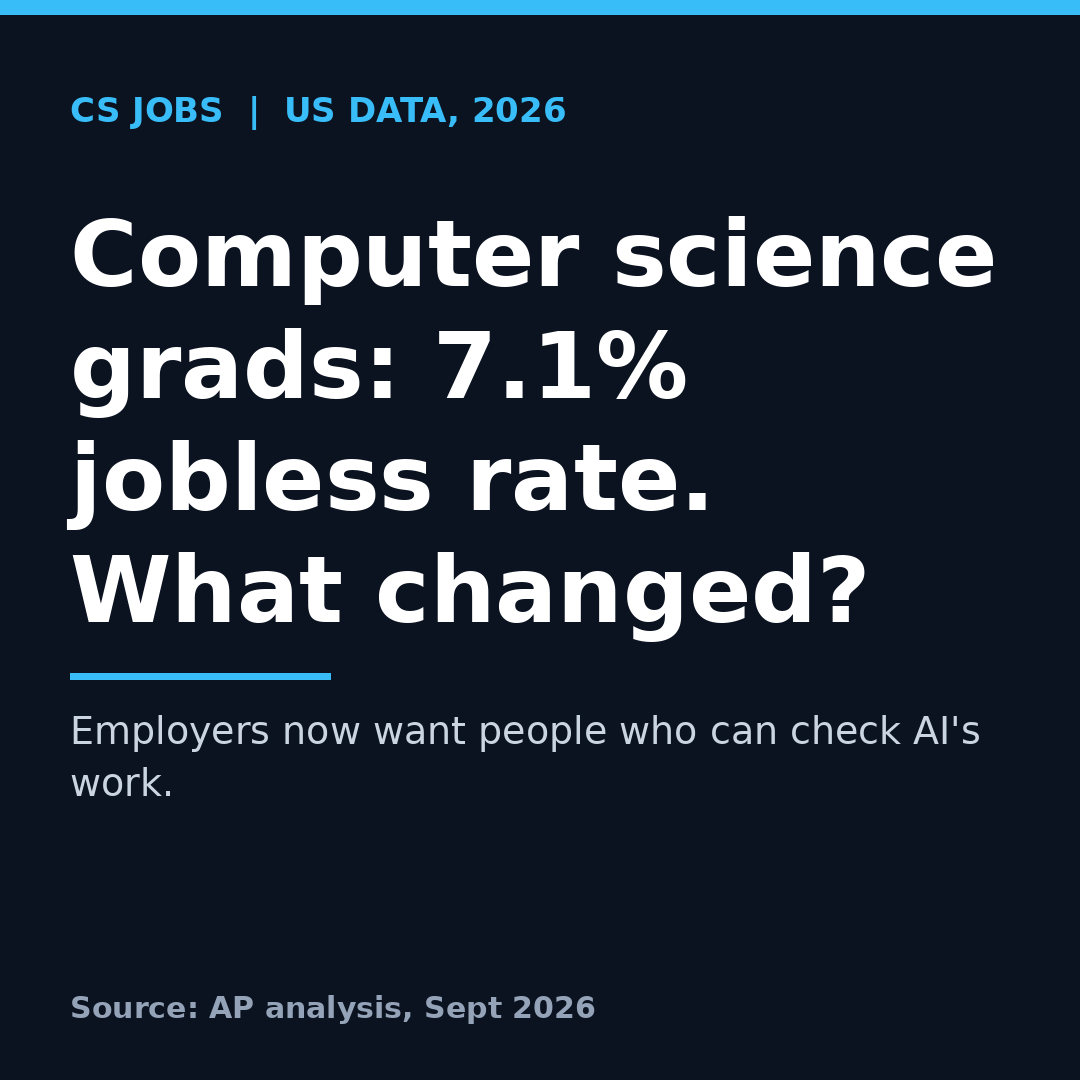 CS JOBS | US DATA, 2026
Computer science
grads: 7.1%
jobless rate.
What changed?
Employers now want people who can check AI's
work.
Source: AP analysis, Sept 2026